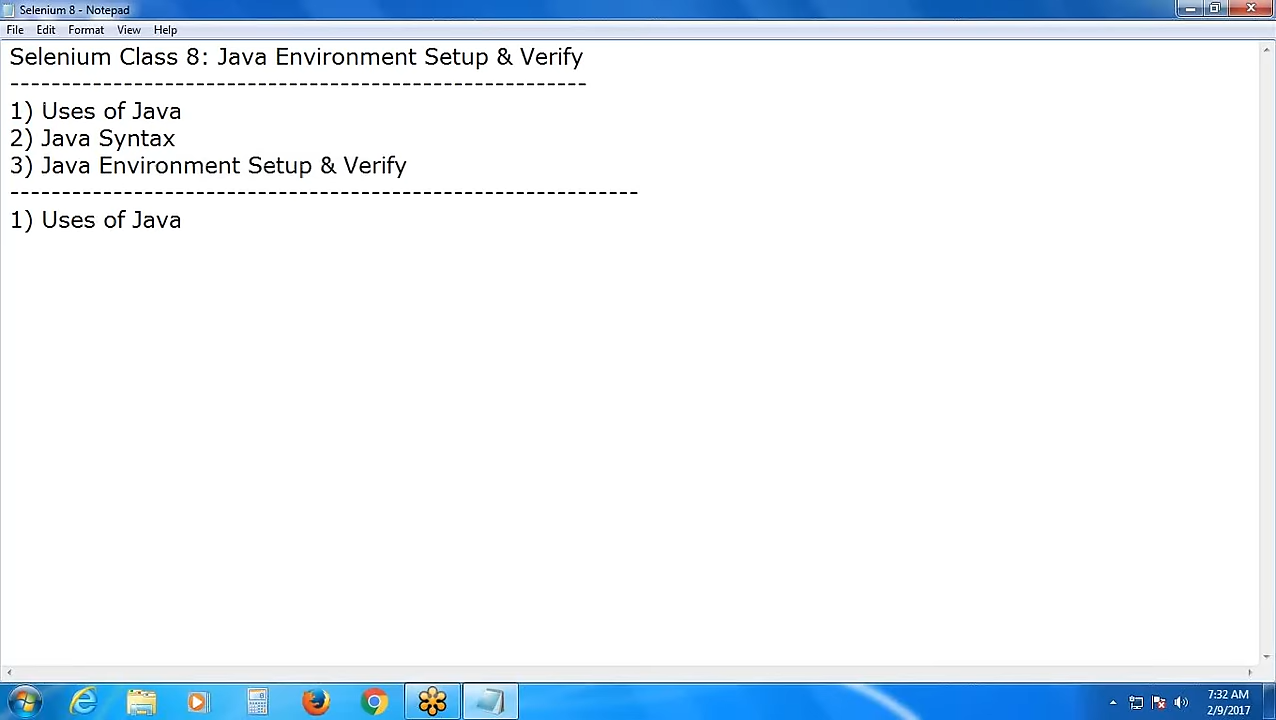 Selenium 8 - Notepad
File Edit Format View Help
Selenium Class 8: Java Environment Setup & Verify
--------------------------------------------------------
1) Uses of Java
2) Java Syntax
3) Java Environment Setup & Verify
-------------------------------------------------------------
1) Uses of Java
7:32 AM
2/9/2017